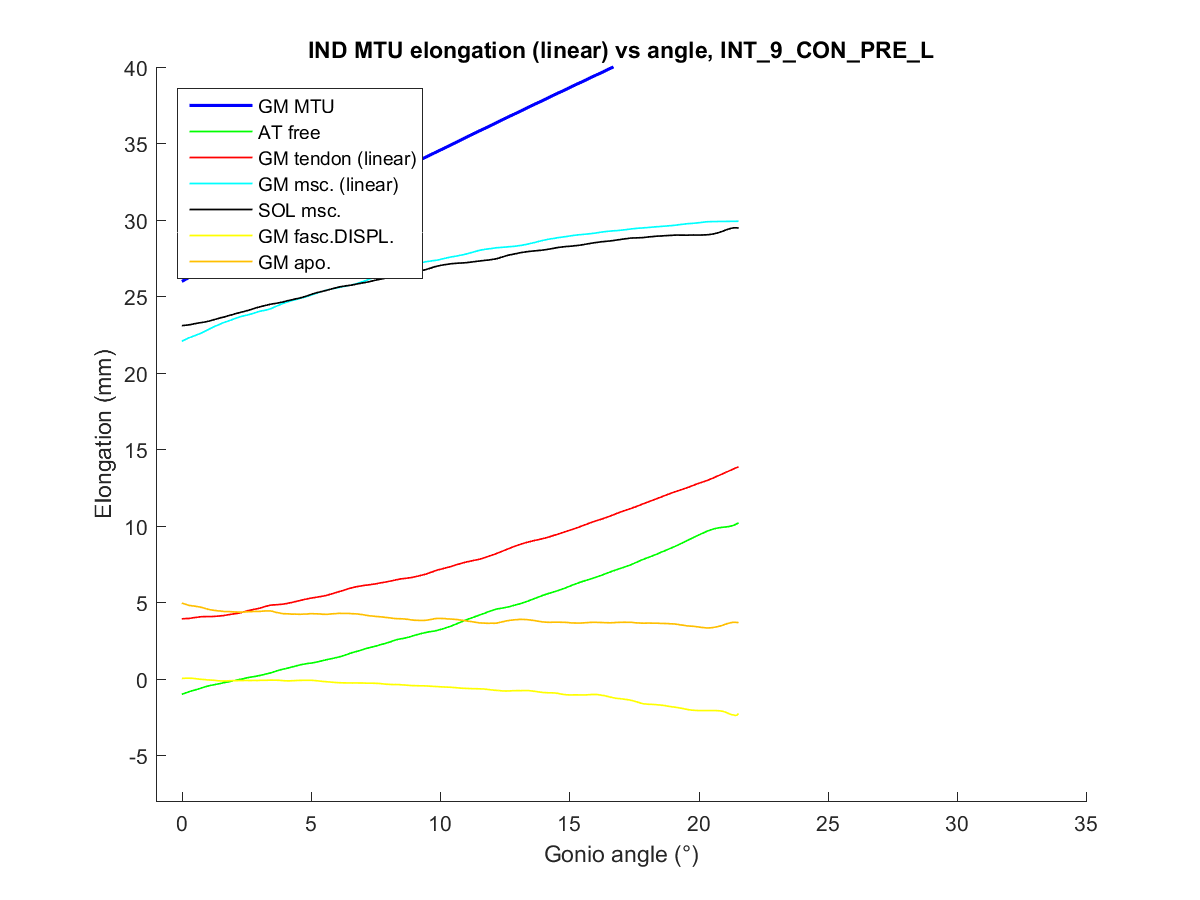 IND MTU elongation (linear) vs angle, INT_9_CON_PRE_L
40
35
30
25
20
15
10
5
0
-5
Elongation (mm)
GM MTU
AT free
GM tendon (linear)
GM msc. (linear)
SOL msc.
GM fasc.DISPL.
GM apo.
0 5 10 15 20 25 30 35
Gonio angle (°)